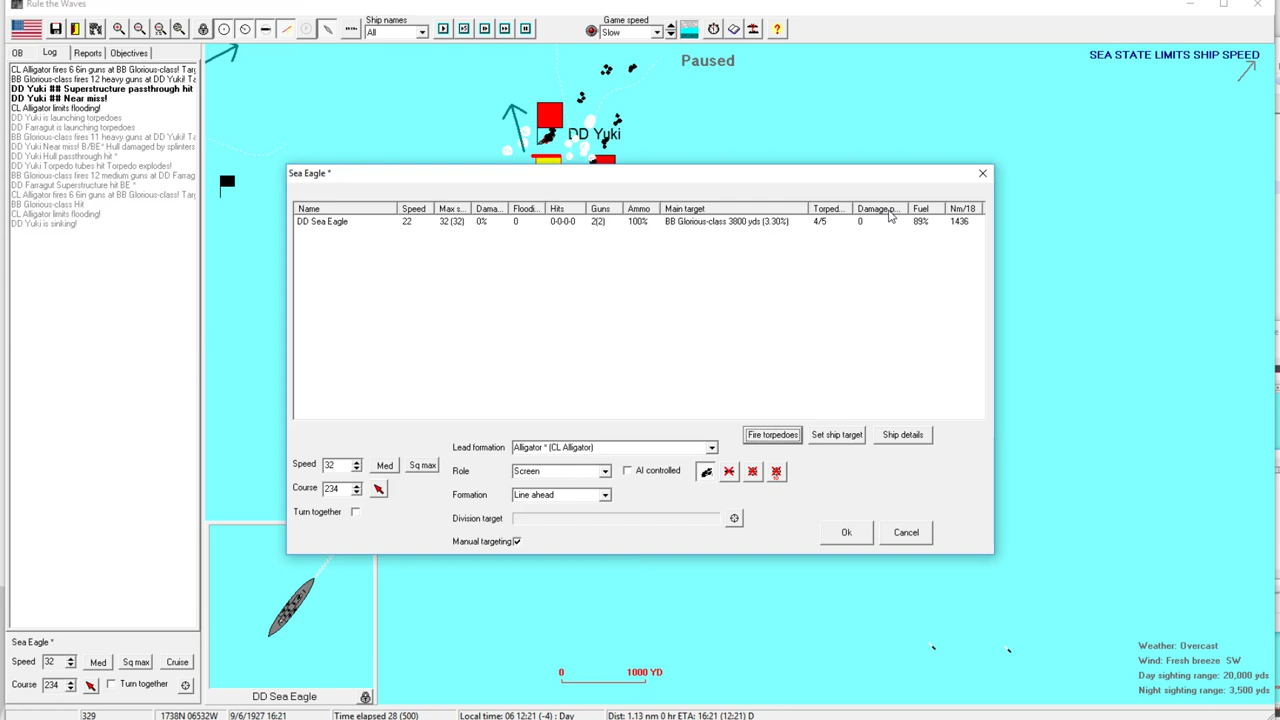 Rule the Waves
Ship names
All
Game speed
Slow
OB Log Reports Objectives
CL Alligator fires 6 6in guns at BB Glorious-class! Tar
BB Glorious-class fires 12 heavy guns at DD Yuki! Ta
DD Yuki ## Superstructure passthrough hit
DD Yuki ## Near miss!
CL Alligator limits flooding!
DD Yuki is launching torpedoes
DD Farragut is launching torpedoes
BB Glorious-class fires 11 heavy guns at DD Yuki! Ta
DD Yuki Near miss! B/BE* Hull damaged by splinters
DD Yuki Hull passthrough hit *
DD Yuki Torpedo tubes hit Torpedo explodes!
BB Glorious-class fires 12 medium guns at DD Farrag
DD Farragut Superstructure hit BE *
CL Alligator fires 6 6in guns at BB Glorious-class! Tar
BB Glorious-class Hit
CL Alligator limits flooding!
DD Yuki is sinking!
Paused
SEA STATE LIMITS SHIP SPEED
DD Yuki
Sea Eagle *
Name Speed Max s... Dama... Floodi... Hits Guns Ammo Main target Torped... Damage p... Fuel Nm/18
DD Sea Eagle 22 32 (32) 0% 0 0-0-0-0 2(2) 100% BB Glorious-class 3800 yds (3.30%) 4/5 0 89% 1436
Fire torpedoes Set ship target Ship details
Lead formation Alligator * (CL Alligator)
Speed 32 Med Sq max
Role Screen AI controlled
Course 234
Formation Line ahead
Turn together
Division target
Manual targeting
Ok Cancel
Sea Eagle *
Speed 32 Med Sq max Cruise
Course 234 Turn together
DD Sea Eagle
0 1000 YD
Weather: Overcast
Wind: Fresh breeze SW
Day sighting range: 20,000 yds
Night sighting range: 3,500 yds
329 1738N 06532W 9/6/1927 16:21 Time elapsed 28 (500) Local time: 06 12:21 (-4) : Day Dist: 1.13 nm 0 hr ETA: 16:21 (12:21) D